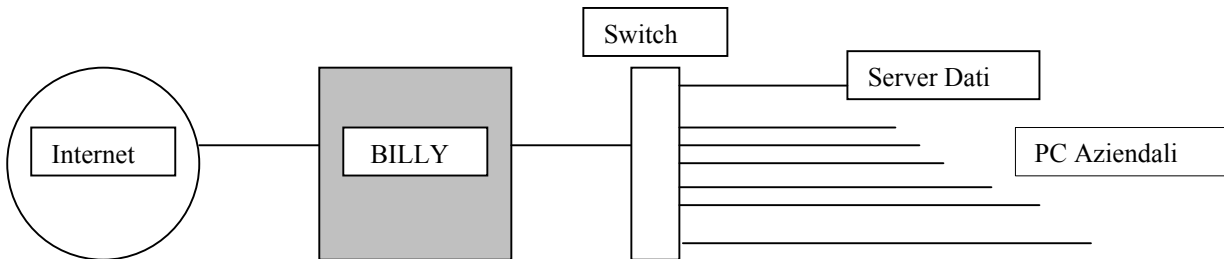 Switch
Server Dati
Internet
BILLY
PC Aziendali